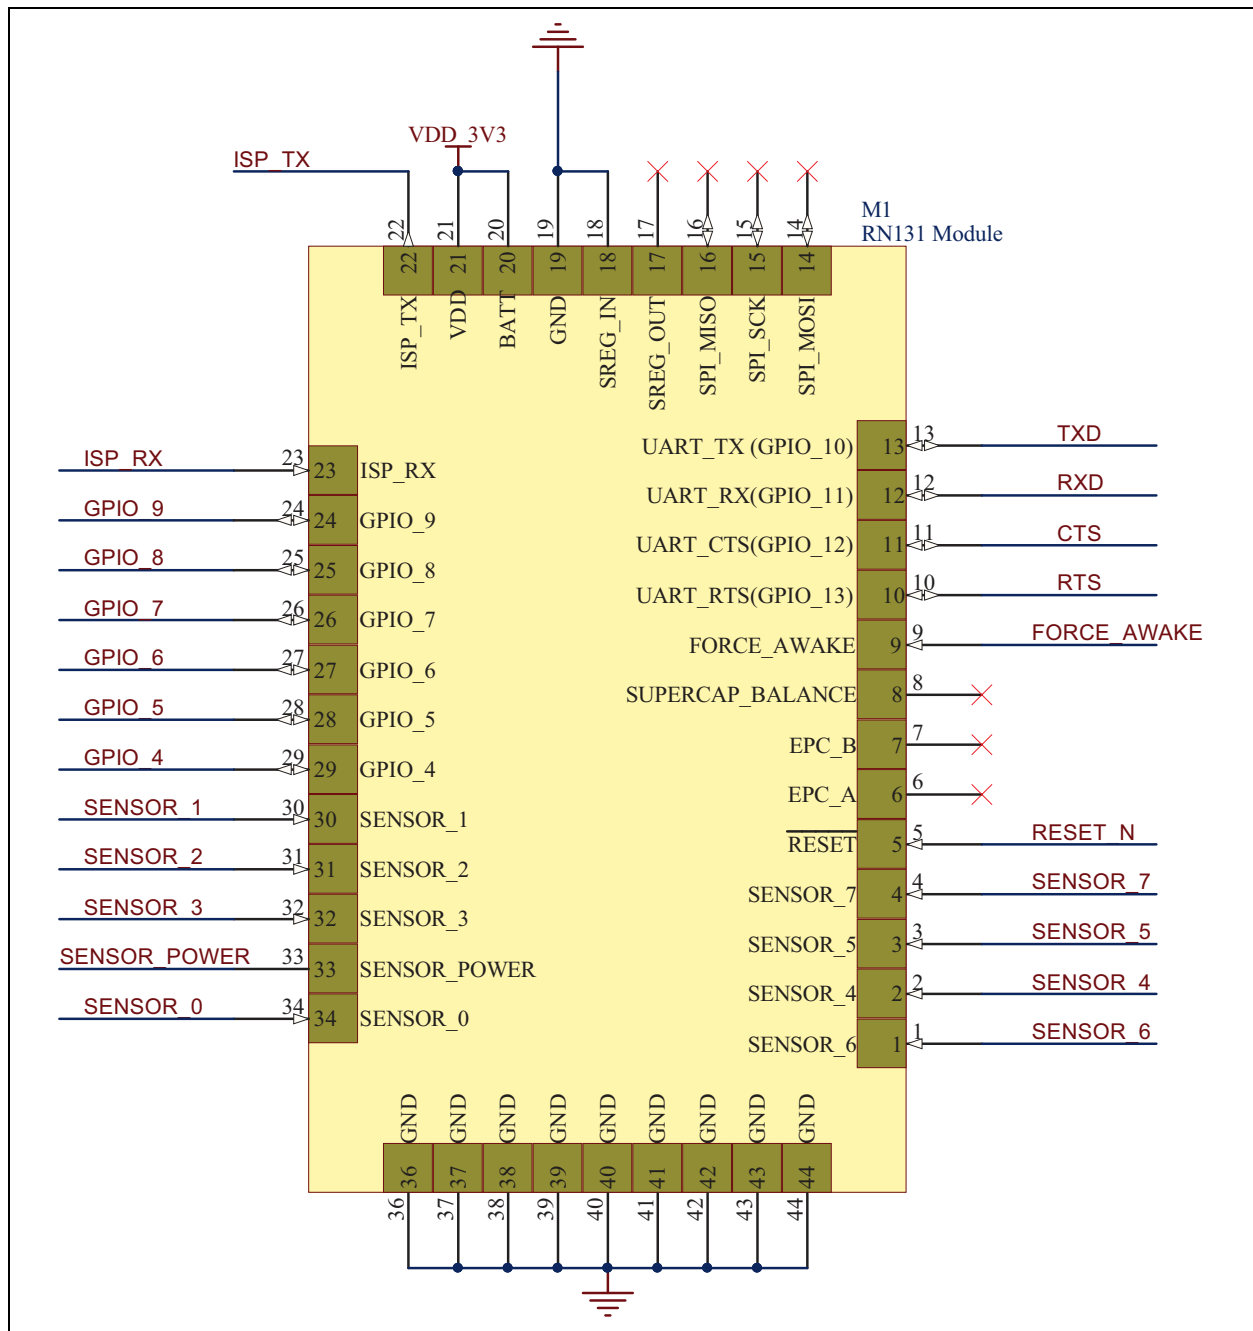 VDD_3V3
ISP_TX
22 21 20 19 18 17 16 15 14
M1
RN131 Module
22 21 20 19 18 17 16 15 14
ISP_TX VDD BATT GND SREG_IN SREG_OUT SPI_MISO SPI_SCK SPI_MOSI
ISP_RX 23 23 ISP_RX
GPIO_9 24 24 GPIO_9
GPIO_8 25 25 GPIO_8
GPIO_7 26 26 GPIO_7
GPIO_6 27 27 GPIO_6
GPIO_5 28 28 GPIO_5
GPIO_4 29 29 GPIO_4
SENSOR_1 30 30 SENSOR_1
SENSOR_2 31 31 SENSOR_2
SENSOR_3 32 32 SENSOR_3
SENSOR_POWER 33 33 SENSOR_POWER
SENSOR_0 34 34 SENSOR_0
UART_TX (GPIO_10) 13 13 TXD
UART_RX(GPIO_11) 12 12 RXD
UART_CTS(GPIO_12) 11 11 CTS
UART_RTS(GPIO_13) 10 10 RTS
FORCE_AWAKE 9 9 FORCE_AWAKE
SUPERCAP_BALANCE 8 8
EPC_B 7 7
EPC_A 6 6
RESET 5 5 RESET_N
SENSOR_7 4 4 SENSOR_7
SENSOR_5 3 3 SENSOR_5
SENSOR_4 2 2 SENSOR_4
SENSOR_6 1 1 SENSOR_6
GND GND GND GND GND GND GND GND GND
36 37 38 39 40 41 42 43 44
36 37 38 39 40 41 42 43 44